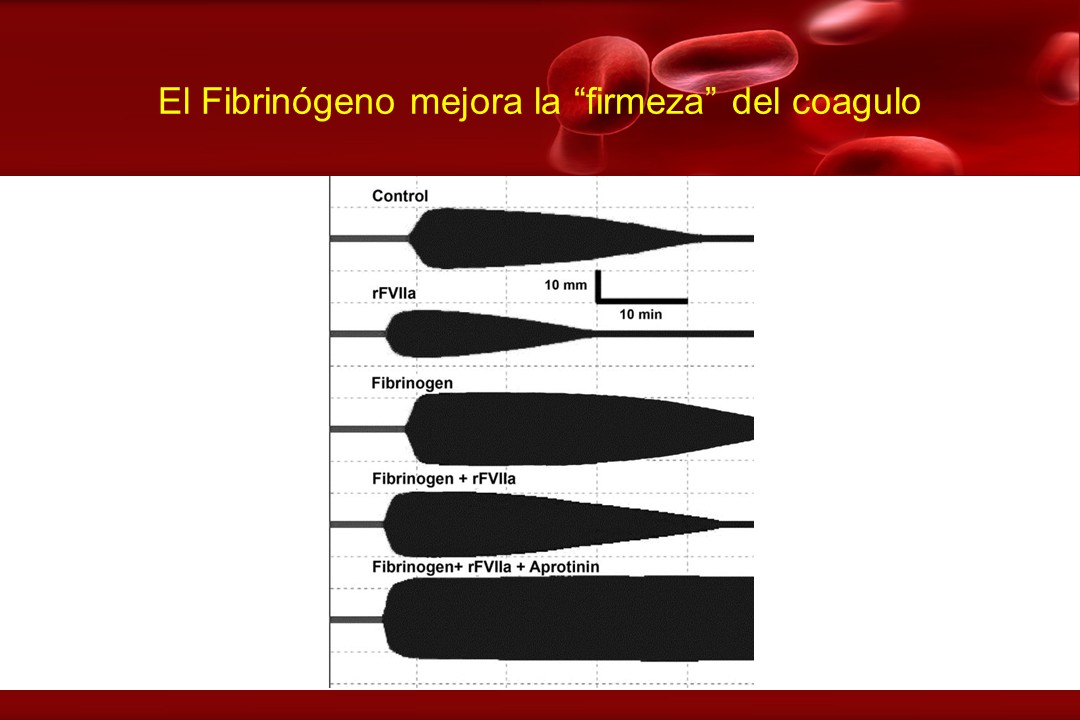 El Fibrinógeno mejora la “firmeza” del coagulo
Control
10 mm
rFVIIa
10 min
Fibrinogen
Fibrinogen + rFVIIa
Fibrinogen+ rFVIIa + Aprotinin